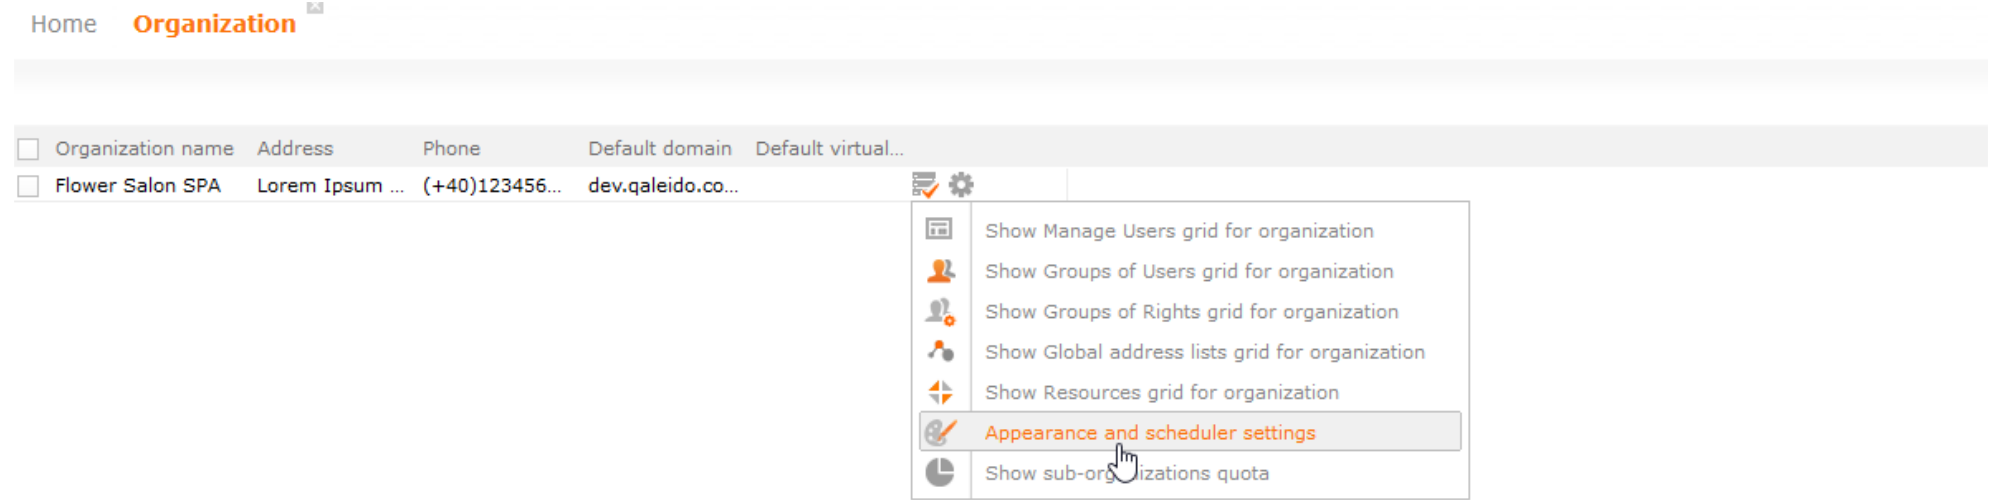 Home Organization
Organization name Address Phone Default domain Default virtual...
Flower Salon SPA Lorem Ipsum ... (+40)123456... dev.qaleido.co...
Show Manage Users grid for organization
Show Groups of Users grid for organization
Show Groups of Rights grid for organization
Show Global address lists grid for organization
Show Resources grid for organization
Appearance and scheduler settings
Show quota